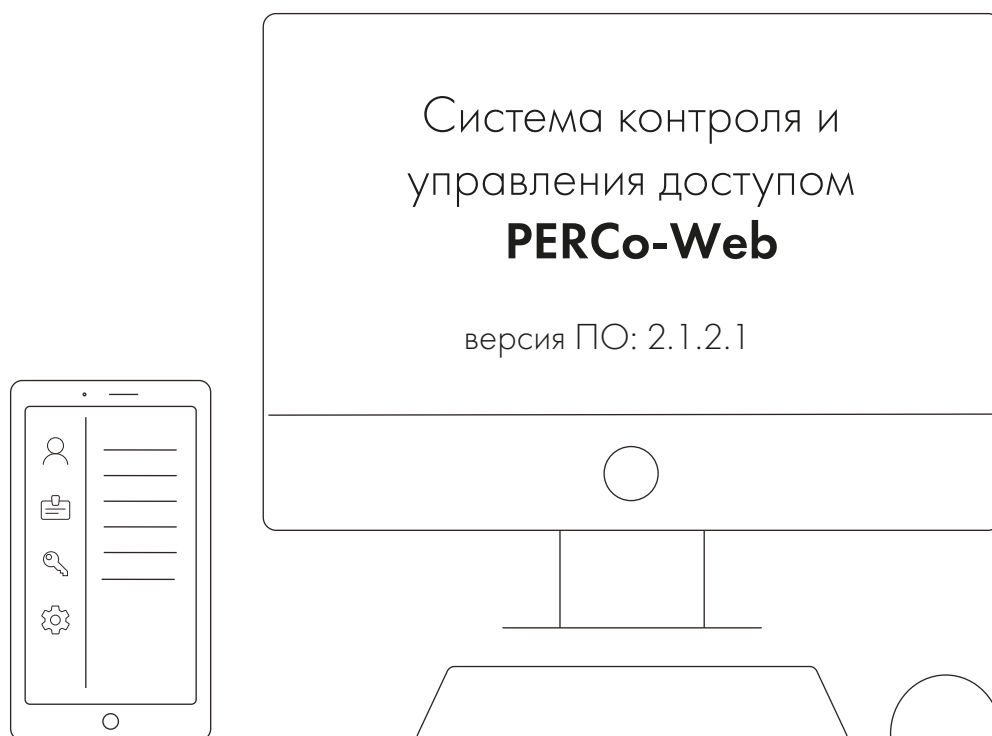 Система контроля и
управления доступом
PERCo-Web
версия ПО: 2.1.2.1